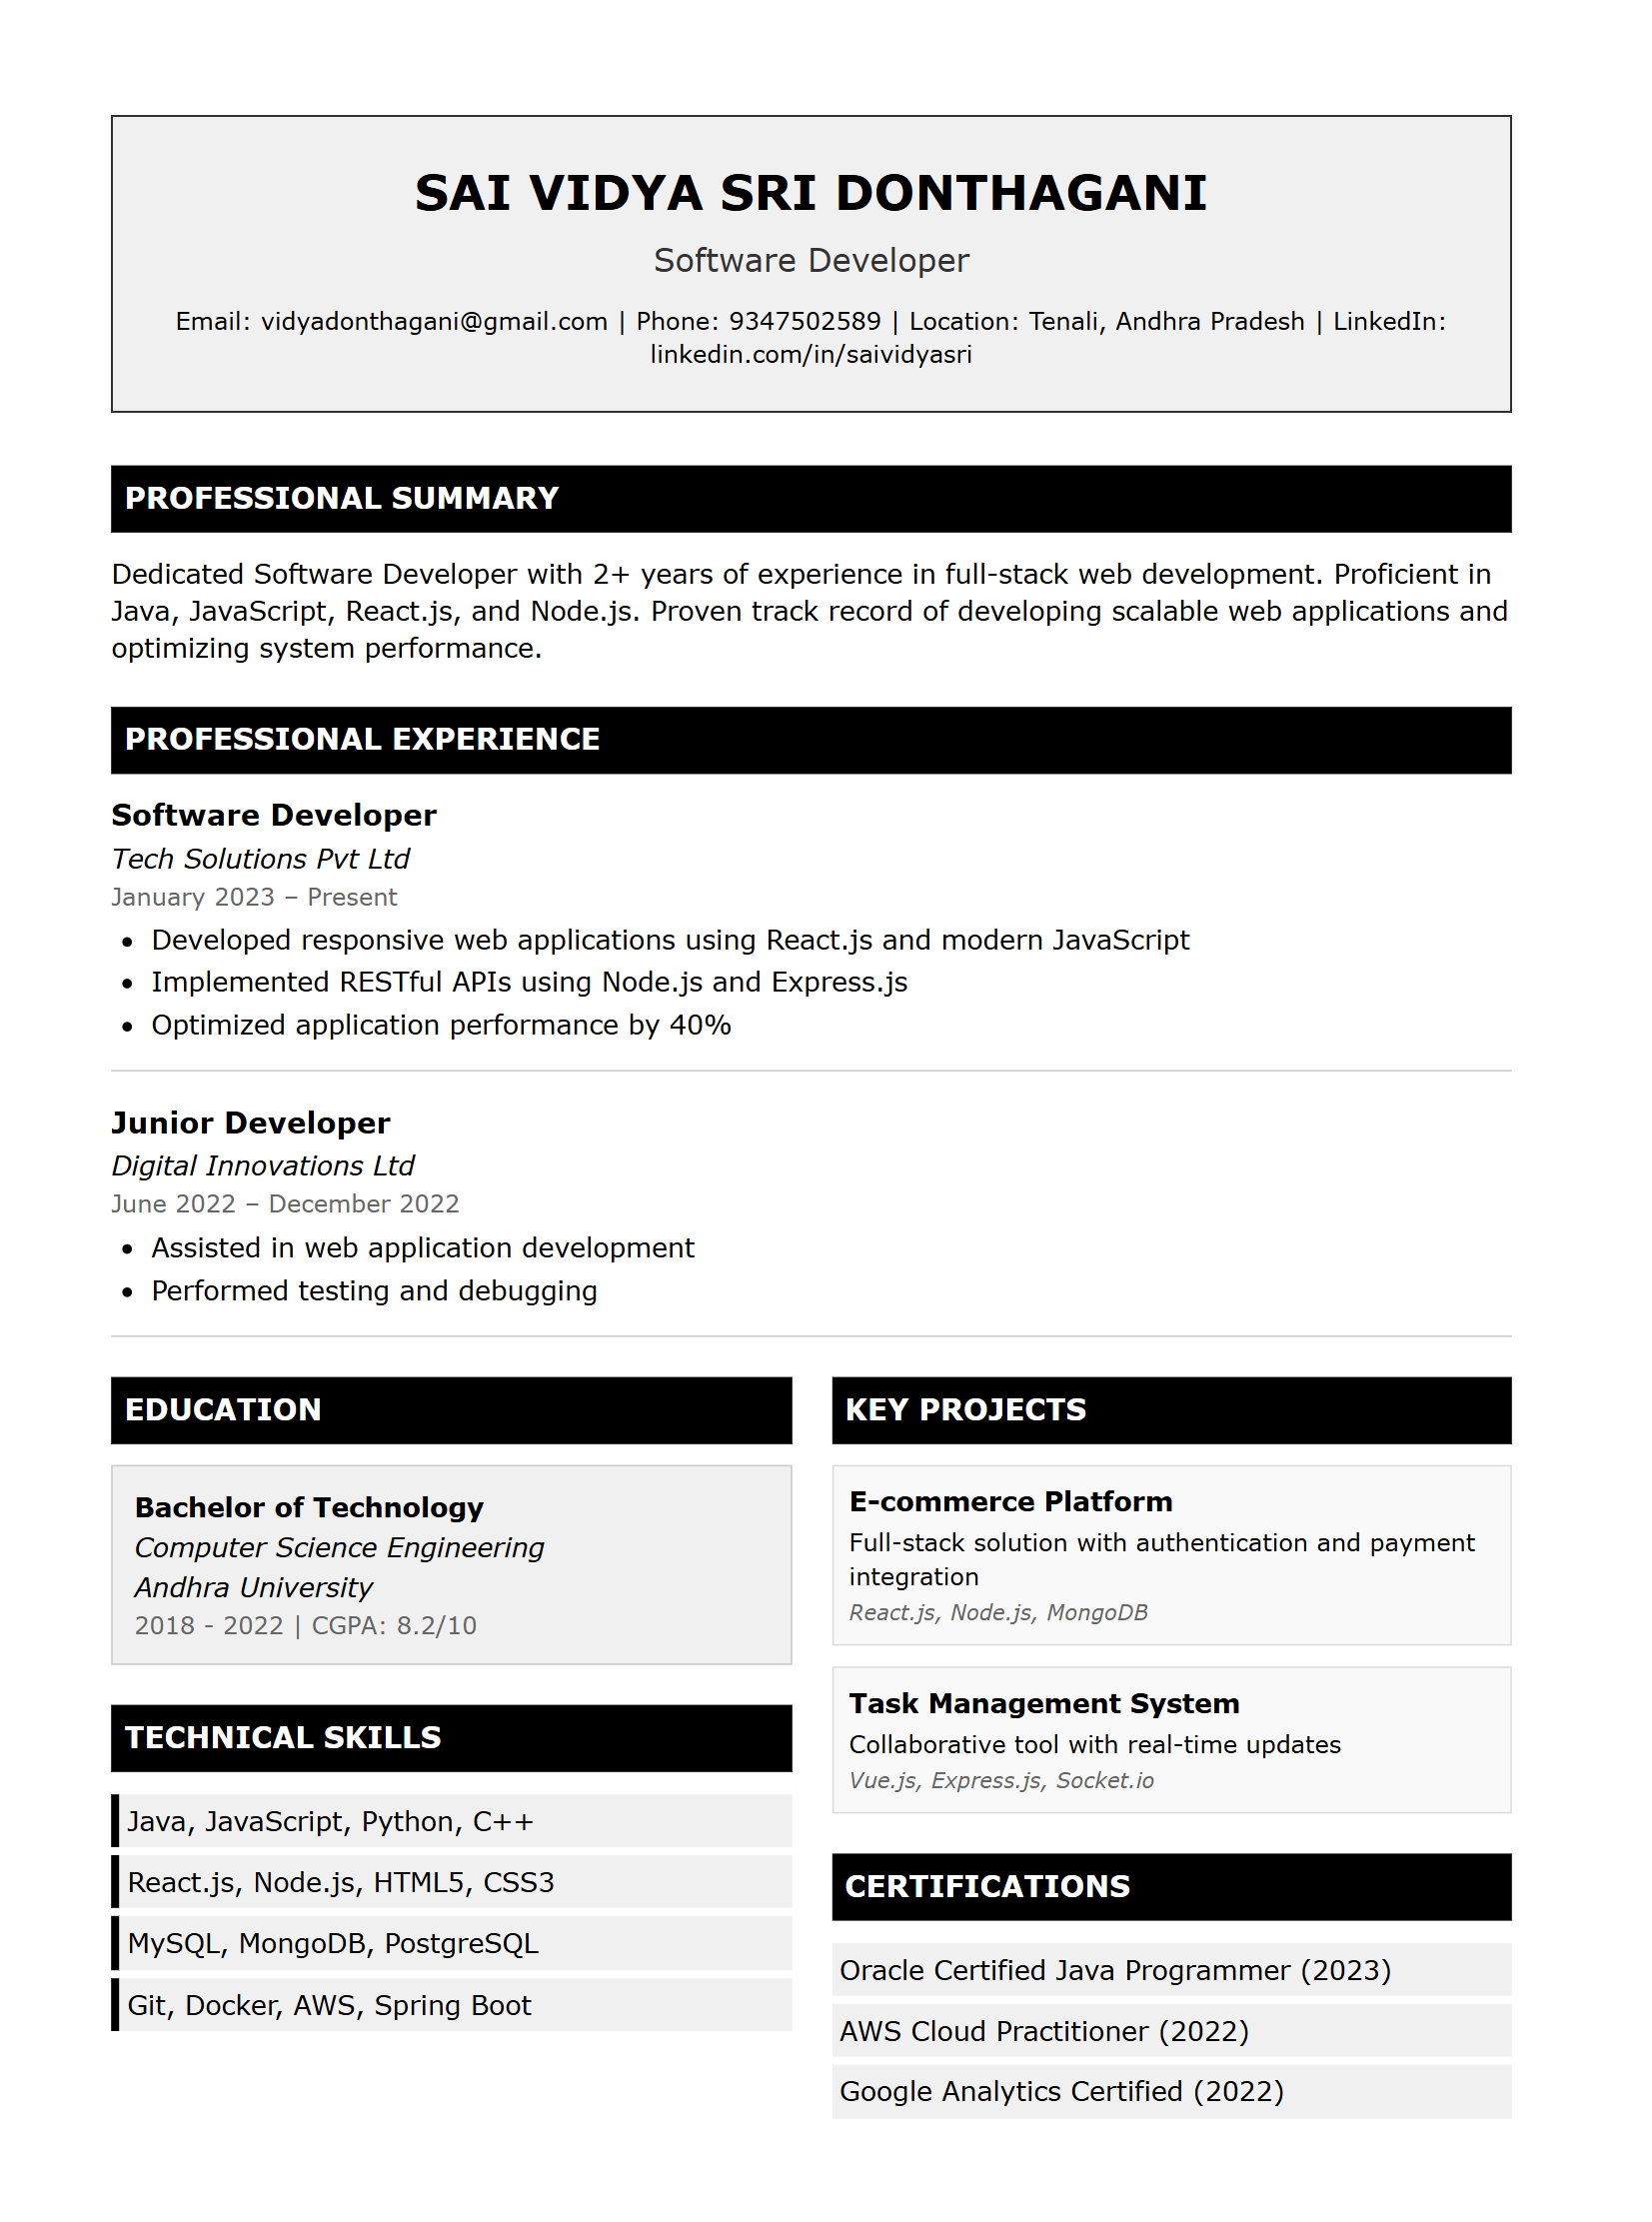 SAI VIDYA SRI DONTHAGANI
Software Developer
Email: vidyadonthagani@gmail.com | Phone: 9347502589 | Location: Tenali, Andhra Pradesh | LinkedIn:
linkedin.com/in/saividyasri
PROFESSIONAL SUMMARY
Dedicated Software Developer with 2+ years of experience in full-stack web development. Proficient in
Java, JavaScript, React.js, and Node.js. Proven track record of developing scalable web applications and
optimizing system performance.
PROFESSIONAL EXPERIENCE
Software Developer
Tech Solutions Pvt Ltd
January 2023 – Present
• Developed responsive web applications using React.js and modern JavaScript
• Implemented RESTful APIs using Node.js and Express.js
• Optimized application performance by 40%
Junior Developer
Digital Innovations Ltd
June 2022 – December 2022
• Assisted in web application development
• Performed testing and debugging
EDUCATION
Bachelor of Technology
Computer Science Engineering
Andhra University
2018 - 2022 | CGPA: 8.2/10
TECHNICAL SKILLS
Java, JavaScript, Python, C++
React.js, Node.js, HTML5, CSS3
MySQL, MongoDB, PostgreSQL
Git, Docker, AWS, Spring Boot
KEY PROJECTS
E-commerce Platform
Full-stack solution with authentication and payment
integration
React.js, Node.js, MongoDB
Task Management System
Collaborative tool with real-time updates
Vue.js, Express.js, Socket.io
CERTIFICATIONS
Oracle Certified Java Programmer (2023)
AWS Cloud Practitioner (2022)
Google Analytics Certified (2022)